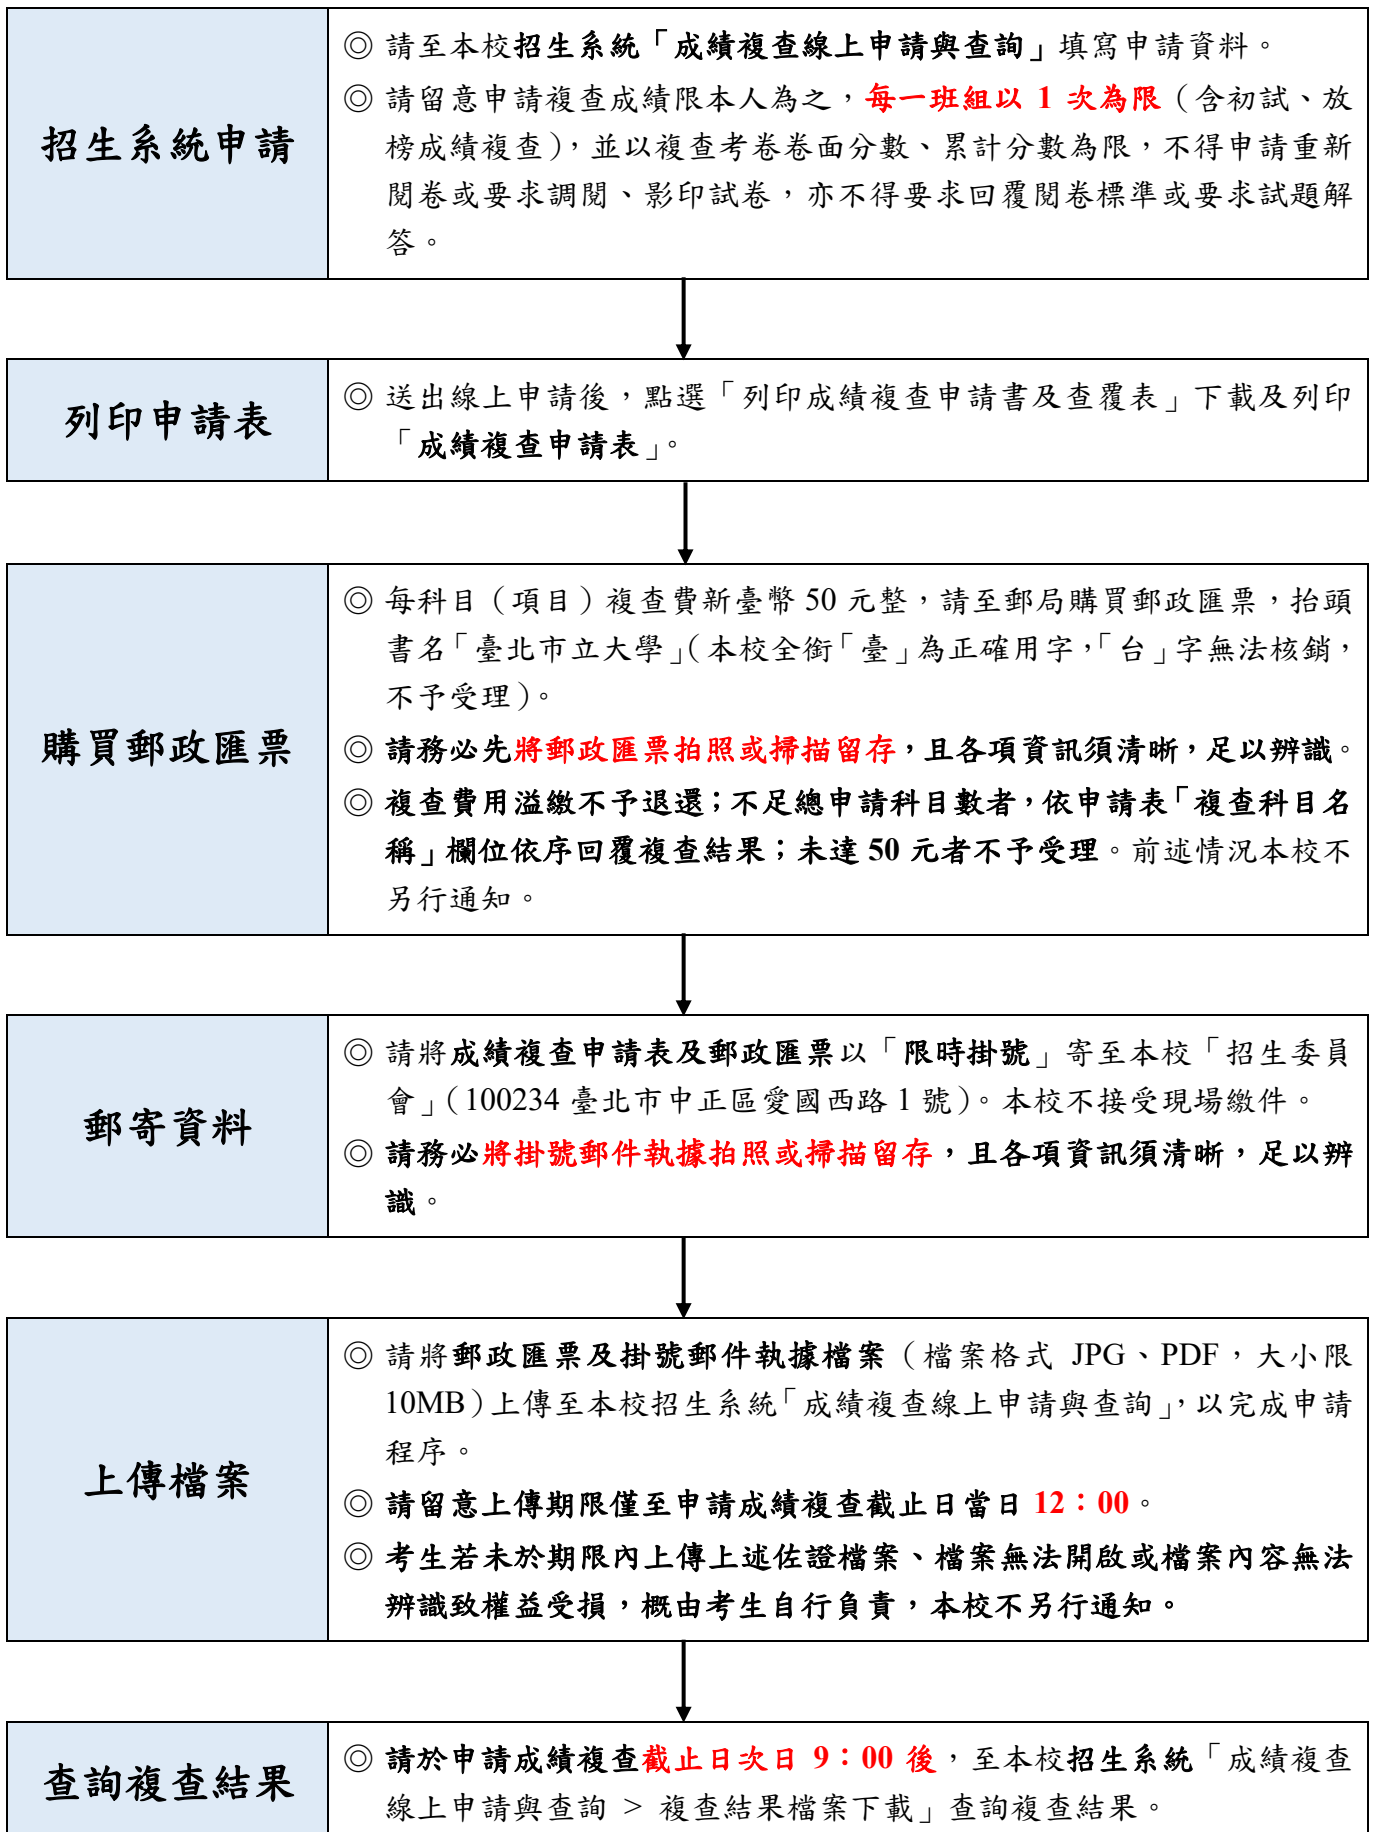 招生系統申請
◎ 請至本校招生系統「成績複查線上申請與查詢」填寫申請資料。
◎ 請留意申請複查成績限本人為之，每一班組以 1 次為限（含初試、放
榜成績複查），並以複查考卷卷面分數、累計分數為限，不得申請重新
閱卷或要求調閱、影印試卷，亦不得要求回覆閱卷標準或要求試題解
答。
列印申請表
◎ 送出線上申請後，點選「列印成績複查申請書及查覆表」下載及列印
「成績複查申請表」。
購買郵政匯票
◎ 每科目（項目）複查費新臺幣 50 元整，請至郵局購買郵政匯票，抬頭
書名「臺北市立大學」（本校全銜「臺」為正確用字，「台」字無法核銷，
不予受理）。
◎ 請務必先將郵政匯票拍照或掃描留存，且各項資訊須清晰，足以辨識。
◎ 複查費用溢繳不予退還；不足總申請科目數者，依申請表「複查科目名
稱」欄位依序回覆複查結果；未達 50 元者不予受理。前述情況本校不
另行通知。
郵寄資料
◎ 請將成績複查申請表及郵政匯票以「限時掛號」寄至本校「招生委員
會」（100234 臺北市中正區愛國西路 1 號）。本校不接受現場繳件。
◎ 請務必將掛號郵件執據拍照或掃描留存，且各項資訊須清晰，足以辨
識。
上傳檔案
◎ 請將郵政匯票及掛號郵件執據檔案（檔案格式 JPG、PDF，大小限
10MB）上傳至本校招生系統「成績複查線上申請與查詢」，以完成申請
程序。
◎ 請留意上傳期限僅至申請成績複查截止日當日 12：00。
◎ 考生若未於期限內上傳上述佐證檔案、檔案無法開啟或檔案內容無法
辨識致權益受損，概由考生自行負責，本校不另行通知。
查詢複查結果
◎ 請於申請成績複查截止日次日 9：00 後，至本校招生系統「成績複查
線上申請與查詢 > 複查結果檔案下載」查詢複查結果。